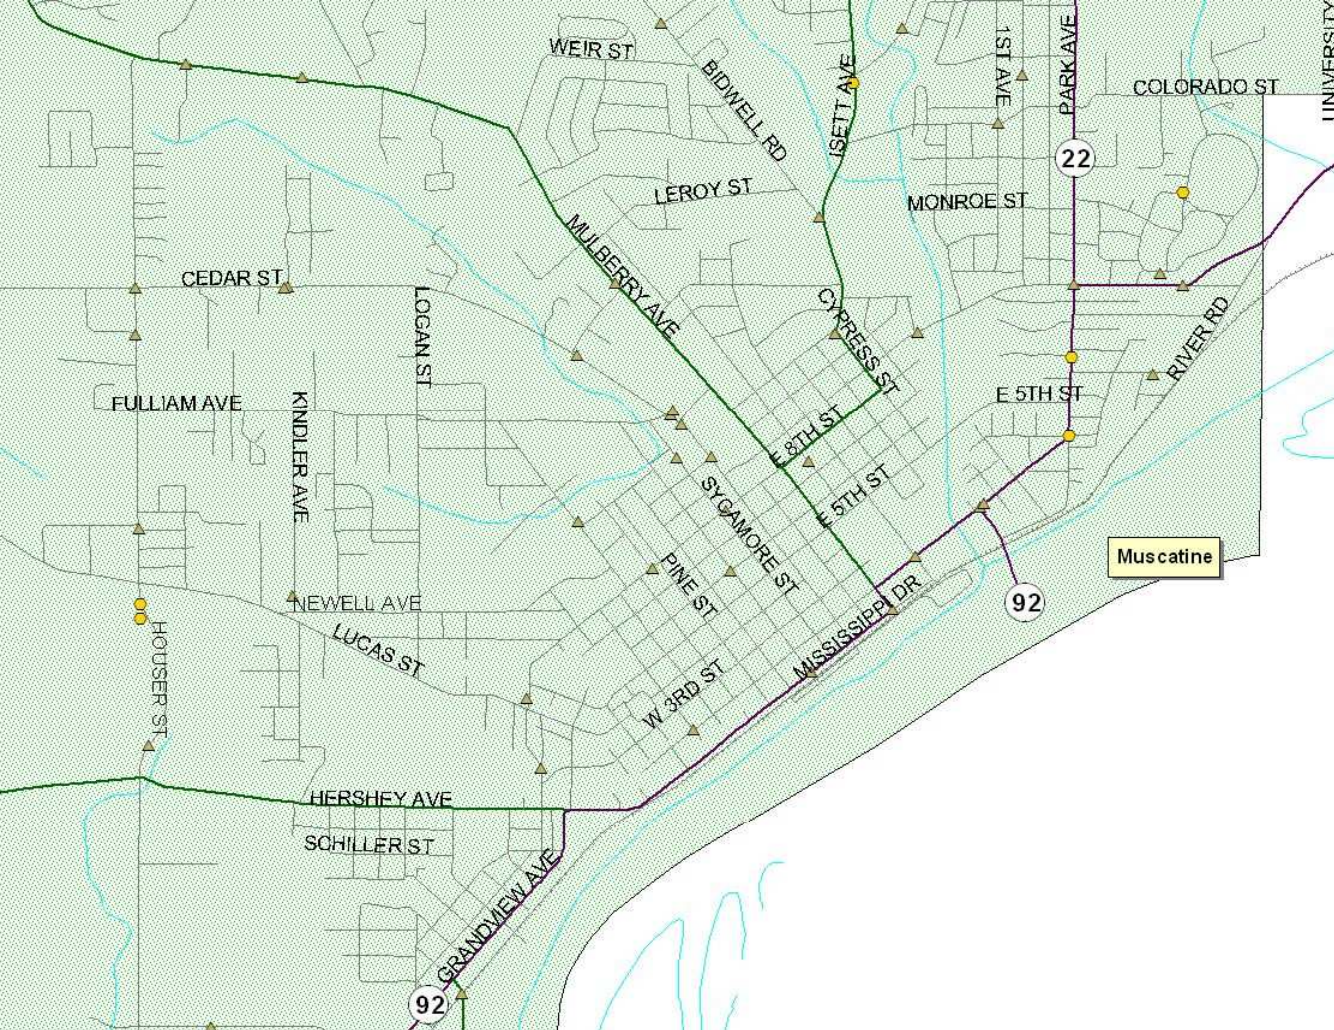 WEIR ST
BIDWELL RD
ISETT AVE
1ST AVE
PARK AVE
COLORADO ST
UNIVERSITY
22
LEROY ST
MONROE ST
MULBERRY AVE
CEDAR ST
LOGAN ST
CYPRESS ST
RIVER RD
FULLIAM AVE
KINDLER AVE
E 5TH ST
E 8TH ST
E 5TH ST
SYCAMORE ST
PINE ST
Muscatine
92
NEWELL AVE
HOUSER ST
LUCAS ST
MISSISSIPPI DR
W 3RD ST
HERSHEY AVE
SCHILLER ST
GRANDVIEW AVE
92